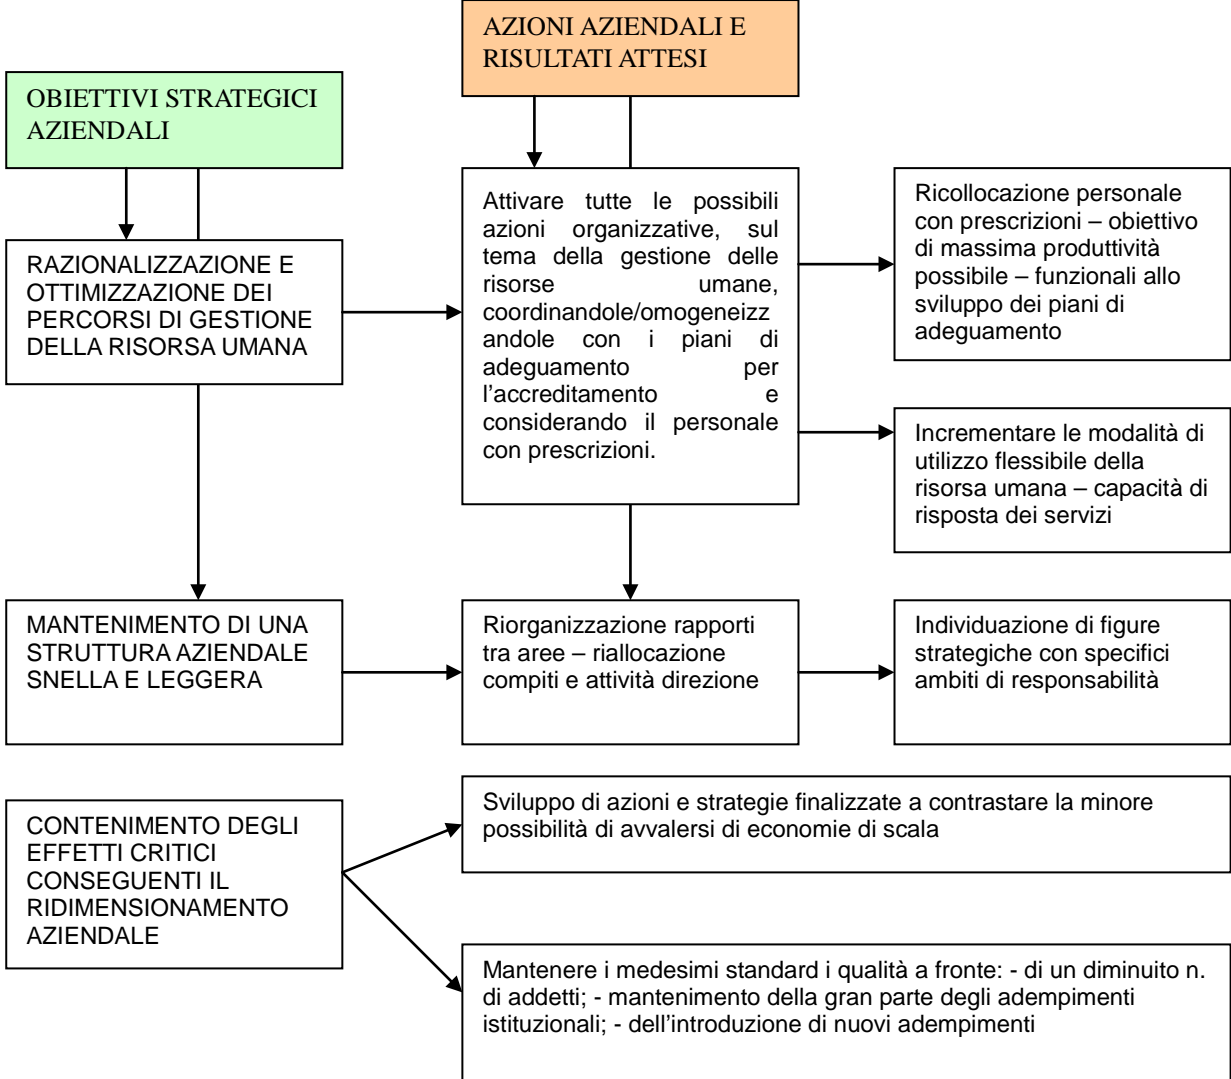 AZIONI AZIENDALI E
RISULTATI ATTESI
OBIETTIVI STRATEGICI
AZIENDALI
RAZIONALIZZAZIONE E
OTTIMIZZAZIONE DEI
PERCORSI DI GESTIONE
DELLA RISORSA UMANA
Attivare tutte le possibili
azioni organizzative, sul
tema della gestione delle
risorse umane,
coordinandole/omogeneizz
andole con i piani di
adeguamento per
l'accreditamento e
considerando il personale
con prescrizioni.
Ricollocazione personale
con prescrizioni – obiettivo
di massima produttività
possibile – funzionali allo
sviluppo dei piani di
adeguamento
Incrementare le modalità di
utilizzo flessibile della
risorsa umana – capacità di
risposta dei servizi
MANTENIMENTO DI UNA
STRUTTURA AZIENDALE
SNELLA E LEGGERA
Riorganizzazione rapporti
tra aree – riallocazione
compiti e attività direzione
Individuazione di figure
strategiche con specifici
ambiti di responsabilità
CONTENIMENTO DEGLI
EFFETTI CRITICI
CONSEGUENTI IL
RIDIMENSIONAMENTO
AZIENDALE
Sviluppo di azioni e strategie finalizzate a contrastare la minore
possibilità di avvalersi di economie di scala
Mantenere i medesimi standard i qualità a fronte: - di un diminuito n.
di addetti; - mantenimento della gran parte degli adempimenti
istituzionali; - dell'introduzione di nuovi adempimenti